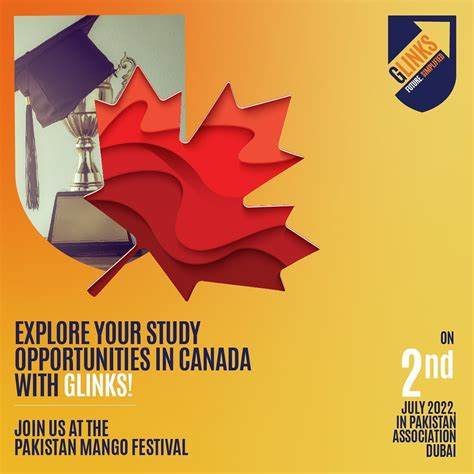 GLINKS
FUTURE. SIMPLIFIED
EXPLORE YOUR STUDY
OPPORTUNITIES IN CANADA
WITH GLINKS!
JOIN US AT THE
PAKISTAN MANGO FESTIVAL
ON
2nd
JULY 2022,
IN PAKISTAN
ASSOCIATION
DUBAI